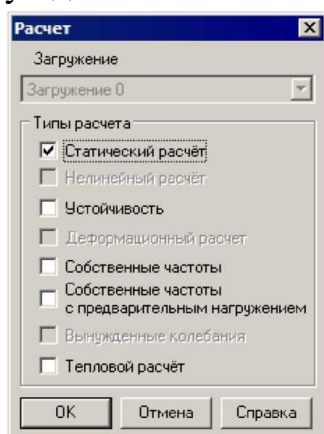 Расчет
Загружение
Загружение 0
Типы расчета
Статический расчёт
Нелинейный расчёт
Устойчивость
Деформационный расчет
Собственные частоты
Собственные частоты
с предварительным нагружением
Вынужденные колебания
Тепловой расчёт
OK Отмена Справка